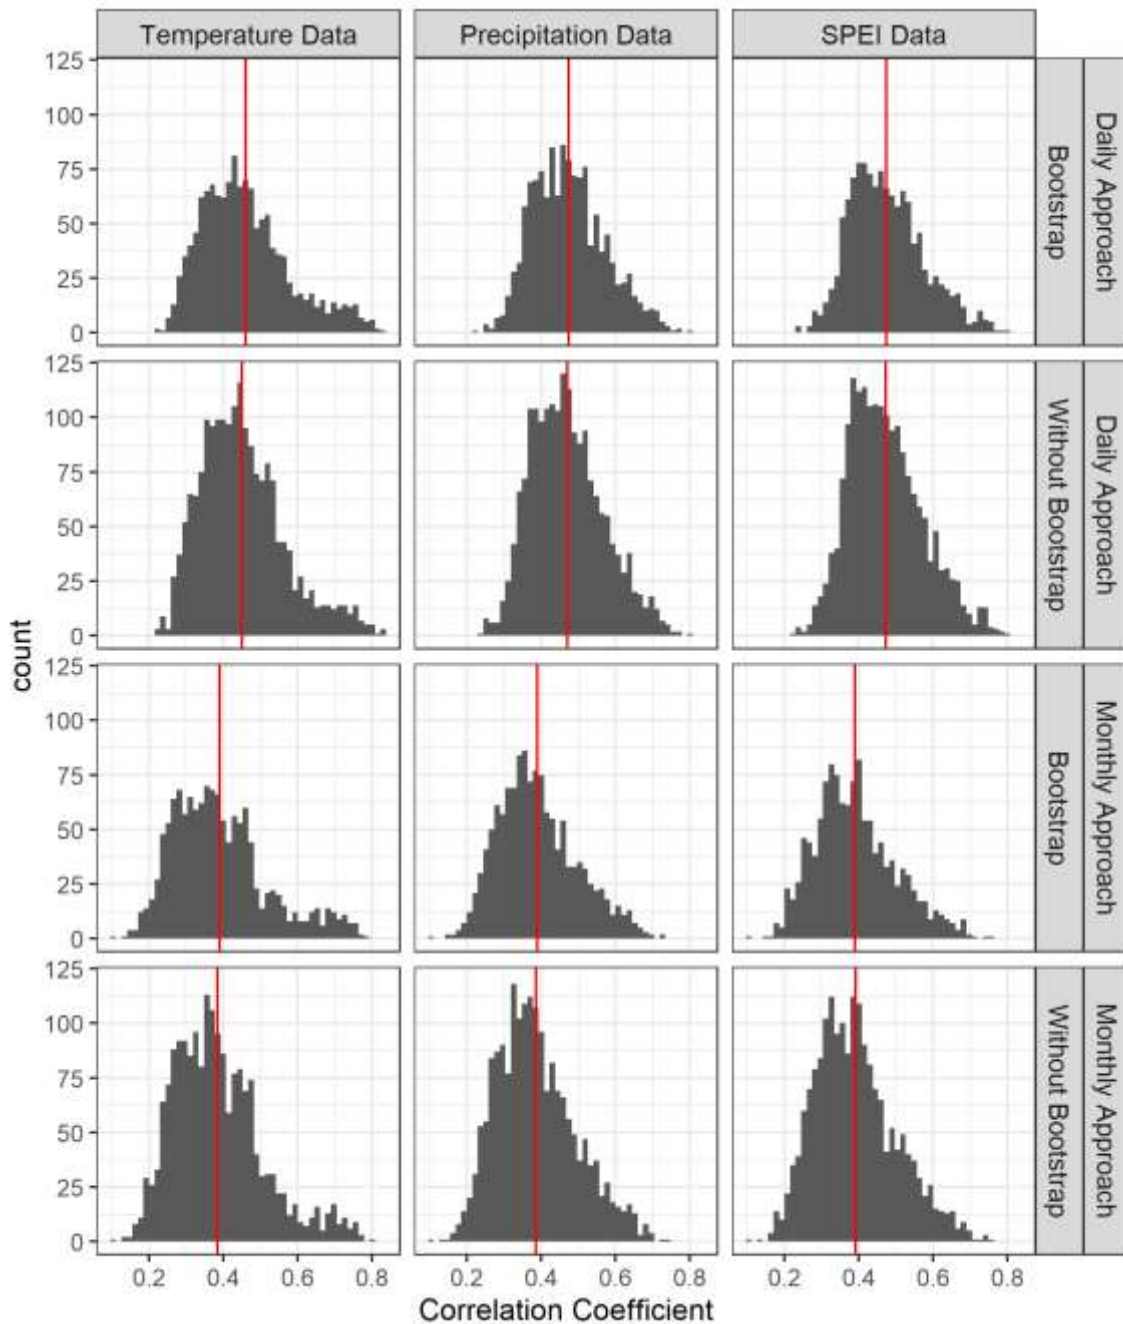 Temperature Data Precipitation Data SPEI Data
125
100
75
50
25
0
Bootstrap
Daily Approach
125
100
75
50
25
0
Without Bootstrap
Daily Approach
count
125
100
75
50
25
0
Bootstrap
Monthly Approach
125
100
75
50
25
0
Without Bootstrap
Monthly Approach
0.2 0.4 0.6 0.8 0.2 0.4 0.6 0.8 0.2 0.4 0.6 0.8
Correlation Coefficient